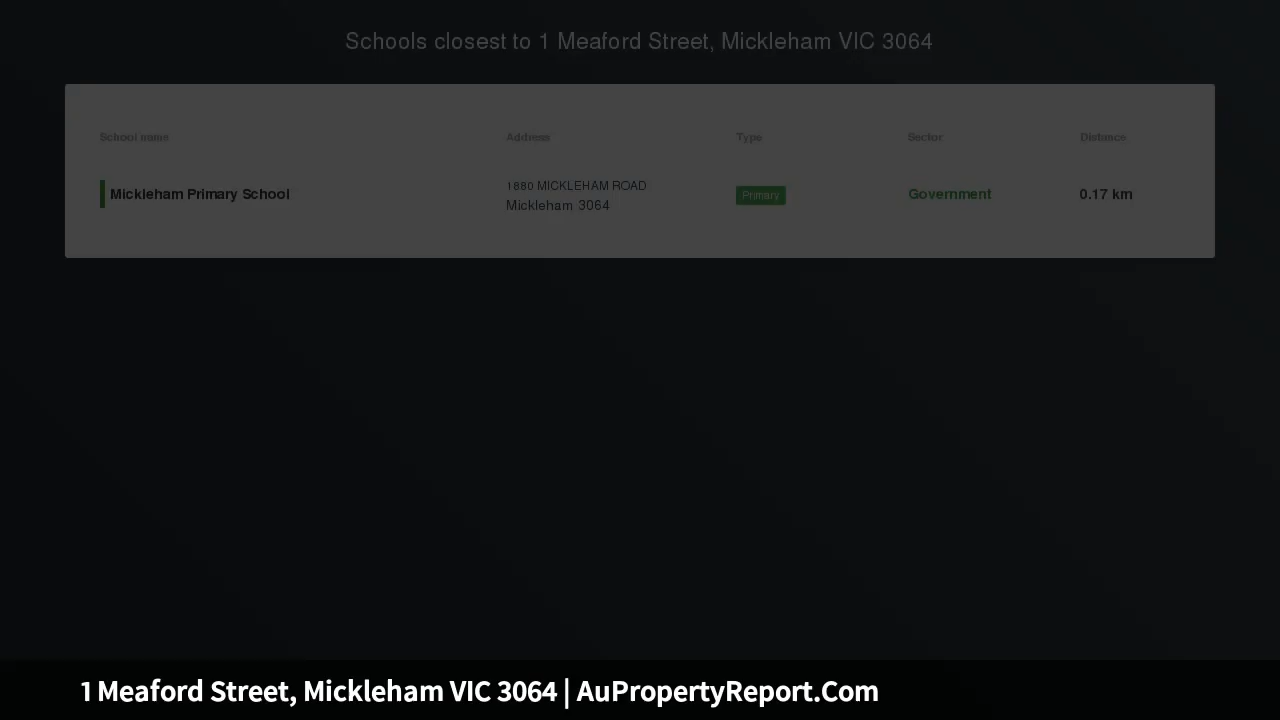 Schools closest to 1 Meaford Street, Mickleham VIC 3064
School name Address Type Sector Distance
Mickleham Primary School 1880 MICKLEHAM ROAD Mickleham 3064 Primary Government 0.17 km
1 Meaford Street, Mickleham VIC 3064 | AuPropertyReport.Com